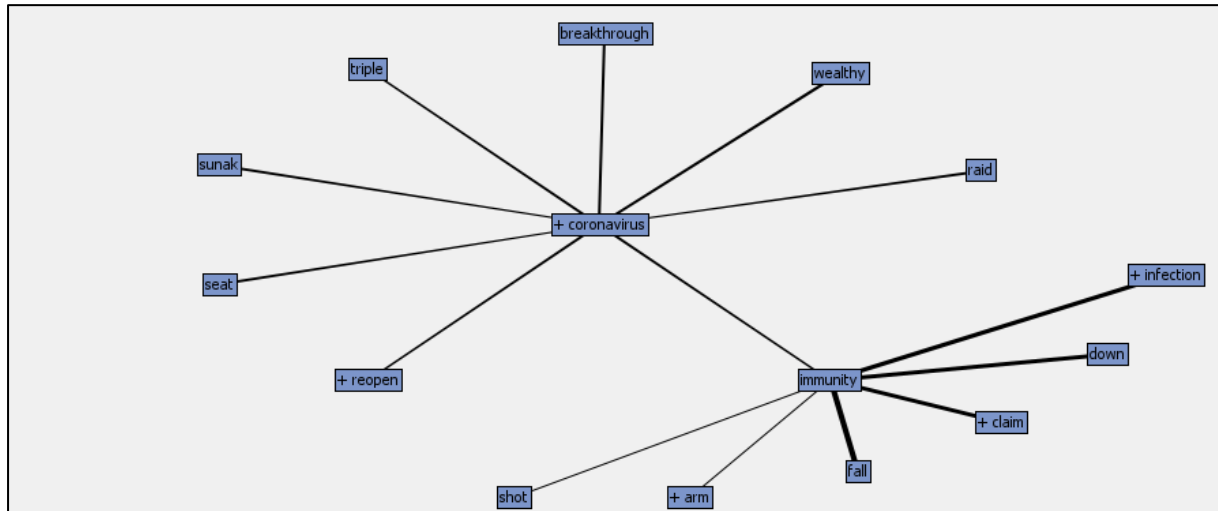 breakthrough
triple
wealthy
sunak
raid
+ coronavirus
+ infection
seat
down
+ reopen
immunity
+ claim
fall
shot
+ arm